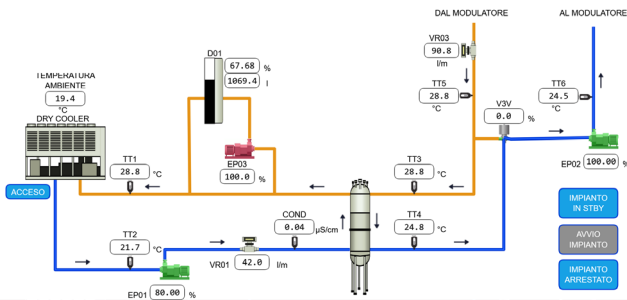 DAL MODULATORE
AL MODULATORE
VR03
90.8
l/m
D01
67.68 %
1069.4 l
TEMPERATURA
AMBIENTE
19.4
°C
DRY COOLER
TT5
28.8
°C
TT6
24.5
°C
V3V
0.0 %
EP02 100.00 %
EP03
100.0 %
TT1
28.8 °C
TT3
28.8 °C
ACCESO
IMPIANTO
IN STBY
COND
0.04 µS/cm
TT4
24.8 °C
TT2
21.7 °C
AVVIO
IMPIANTO
VR01 42.0 l/m
IMPIANTO
ARRESTATO
EP01 80.00 %